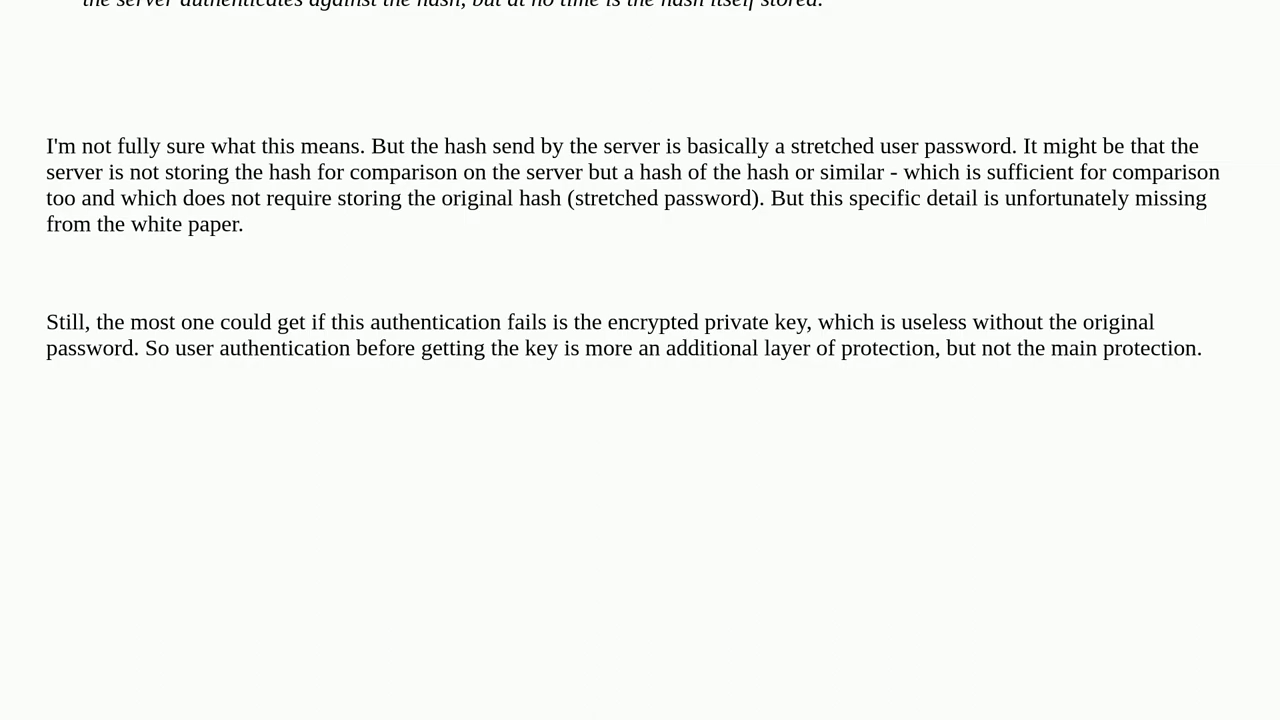 the server authenticates against the hash, but at no time is the hash itself stored.
I'm not fully sure what this means. But the hash send by the server is basically a stretched user password. It might be that the
server is not storing the hash for comparison on the server but a hash of the hash or similar - which is sufficient for comparison
too and which does not require storing the original hash (stretched password). But this specific detail is unfortunately missing
from the white paper.
Still, the most one could get if this authentication fails is the encrypted private key, which is useless without the original
password. So user authentication before getting the key is more an additional layer of protection, but not the main protection.